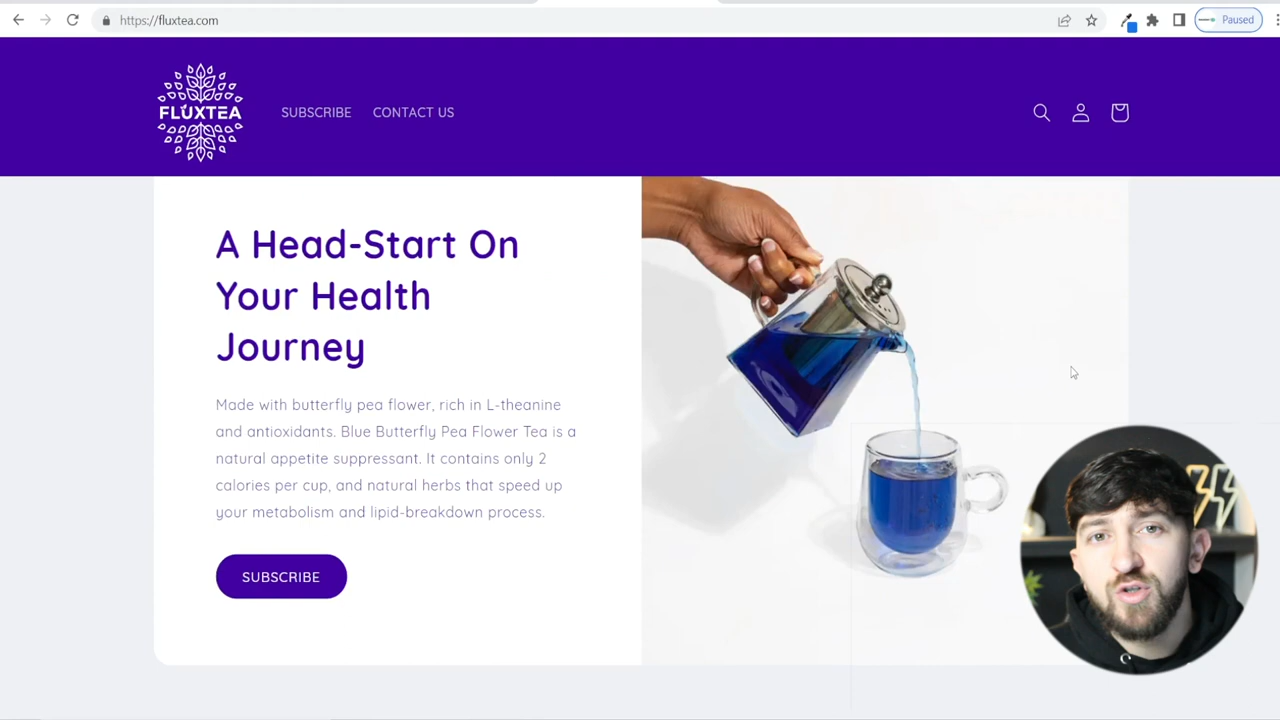 https://fluxtea.com
Paused
FLUXTEA
SUBSCRIBE
CONTACT US
A Head-Start On
Your Health
Journey
Made with butterfly pea flower, rich in L-theanine
and antioxidants. Blue Butterfly Pea Flower Tea is a
natural appetite suppressant. It contains only 2
calories per cup, and natural herbs that speed up
your metabolism and lipid-breakdown process.
SUBSCRIBE